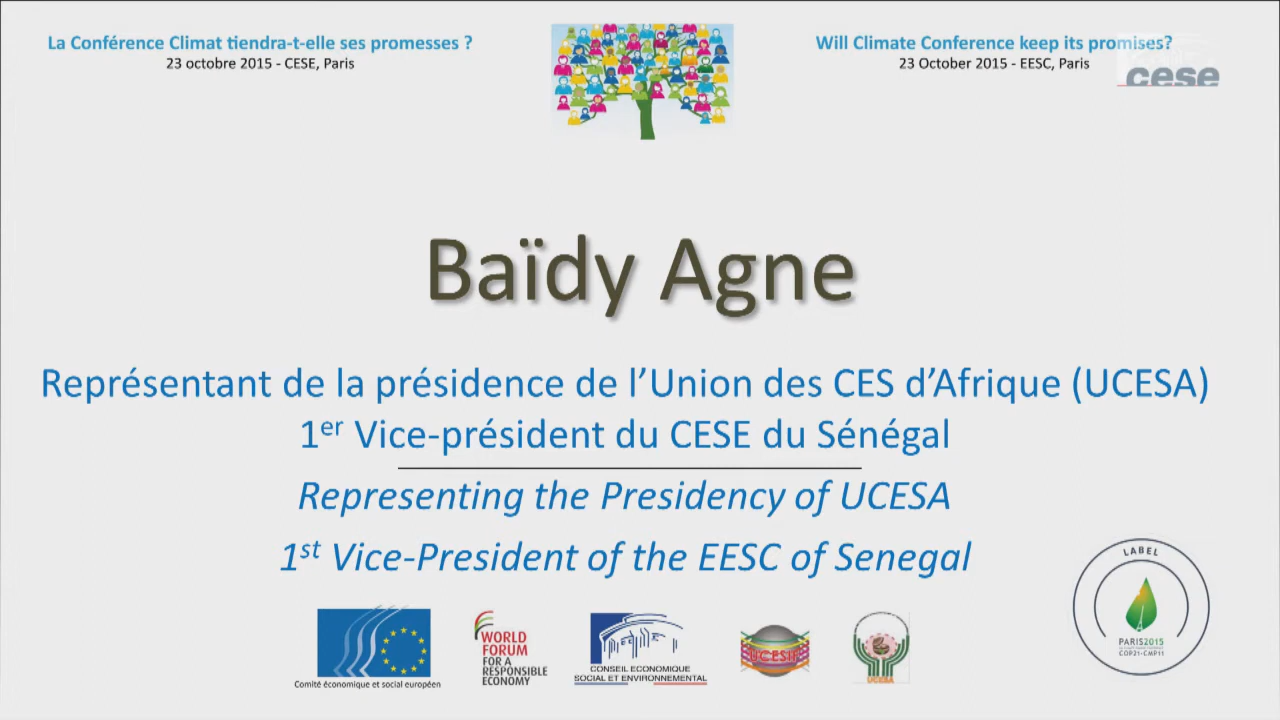 La Conférence Climat tiendra-t-elle ses promesses ?
23 octobre 2015 - CESE, Paris
Will Climate Conference keep its promises?
23 October 2015 - EESC, Paris
cese
Baïdy Agne
Représentant de la présidence de l’Union des CES d’Afrique (UCESA)
1er Vice-président du CESE du Sénégal
Representing the Presidency of UCESA
1st Vice-President of the EESC of Senegal
Comité économique et social européen
WORLD
FORUM
FOR A
RESPONSIBLE
ECONOMY
CONSEIL ECONOMIQUE
SOCIAL ET ENVIRONNEMENTAL
UCESIF
UCESA
LABEL
PARIS2015
COP21-CMP11